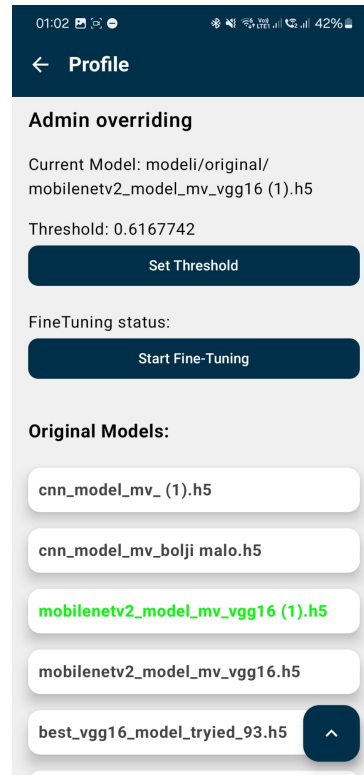 01:02 42%
Profile
Admin overriding
Current Model: modeli/original/
mobilenetv2_model_mv_vgg16 (1).h5
Threshold: 0.6167742
Set Threshold
FineTuning status:
Start Fine-Tuning
Original Models:
cnn_model_mv_ (1).h5
cnn_model_mv_bolji malo.h5
mobilenetv2_model_mv_vgg16 (1).h5
mobilenetv2_model_mv_vgg16.h5
best_vgg16_model_tryied_93.h5